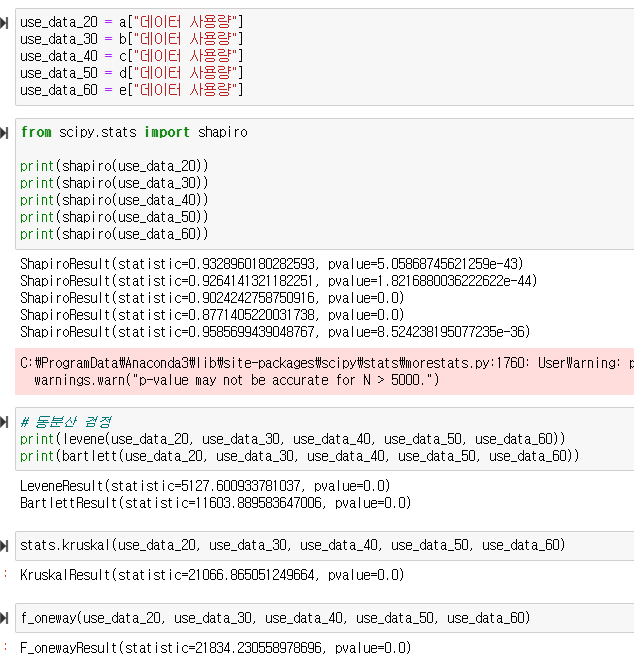 use_data_20 = a["데이터 사용량"]
use_data_30 = b["데이터 사용량"]
use_data_40 = c["데이터 사용량"]
use_data_50 = d["데이터 사용량"]
use_data_60 = e["데이터 사용량"]
from scipy.stats import shapiro
print(shapiro(use_data_20))
print(shapiro(use_data_30))
print(shapiro(use_data_40))
print(shapiro(use_data_50))
print(shapiro(use_data_60))
ShapiroResult(statistic=0.9328960180282593, pvalue=5.05868745621259e-43)
ShapiroResult(statistic=0.9264141321182251, pvalue=1.8216880036222622e-44)
ShapiroResult(statistic=0.9024242758750916, pvalue=0.0)
ShapiroResult(statistic=0.8771405220031738, pvalue=0.0)
ShapiroResult(statistic=0.9585699439048767, pvalue=8.524238195077235e-36)
C:₩ProgramData₩Anaconda3₩lib₩site-packages₩scipy₩stats₩morestats.py:1760: UserWarning: p
warnings.warn("p-value may not be accurate for N > 5000.")
# 등분산 검정
print(levene(use_data_20, use_data_30, use_data_40, use_data_50, use_data_60))
print(bartlett(use_data_20, use_data_30, use_data_40, use_data_50, use_data_60))
LeveneResult(statistic=5127.600933781037, pvalue=0.0)
BartlettResult(statistic=11603.889583647006, pvalue=0.0)
stats.kruskal(use_data_20, use_data_30, use_data_40, use_data_50, use_data_60)
: KruskalResult(statistic=21066.865051249664, pvalue=0.0)
f_oneway(use_data_20, use_data_30, use_data_40, use_data_50, use_data_60)
: F_onewayResult(statistic=21834.230558978696, pvalue=0.0)